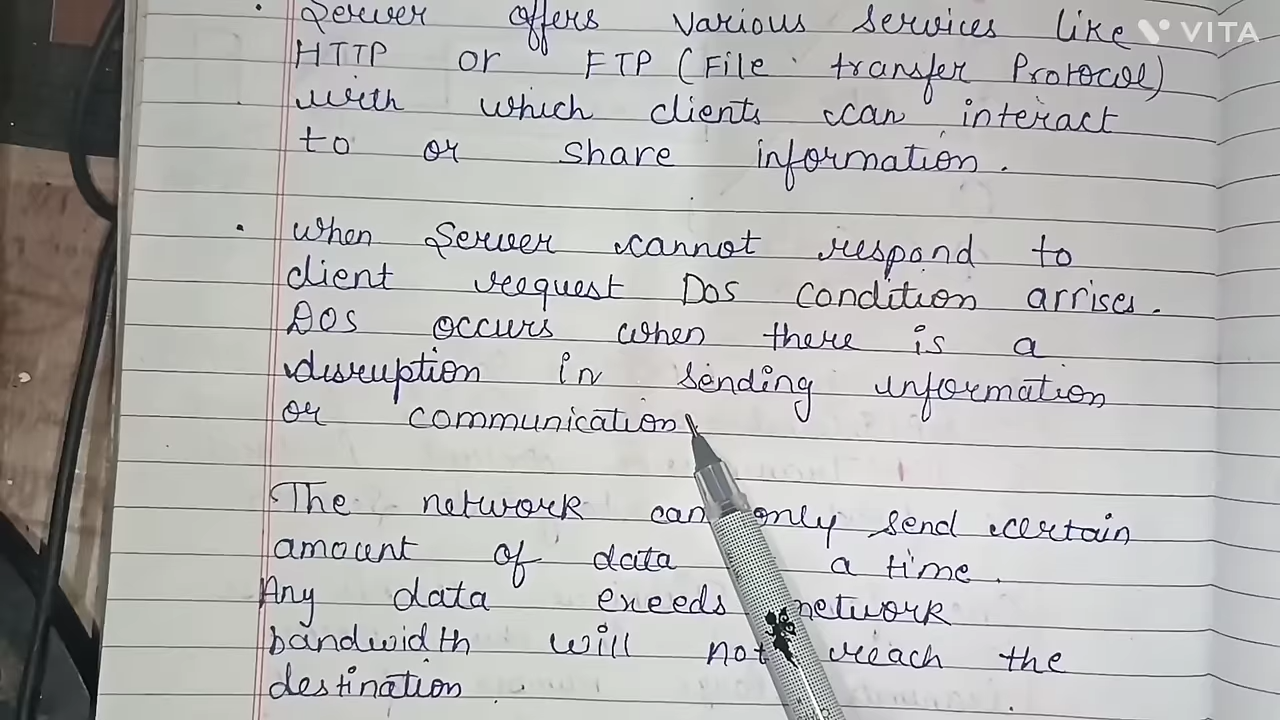 Server offers various services like
VITA
HTTP or FTP (File transfer Protocol)
with which clients can interact
to or share information.
When Server cannot respond to
client request DoS condition arrises.
DOS occurs when there is a
disruption in sending information
or communication
The network can only send certain
amount of data a time.
Any data exeeds network
bandwidth will not reach the
destination.